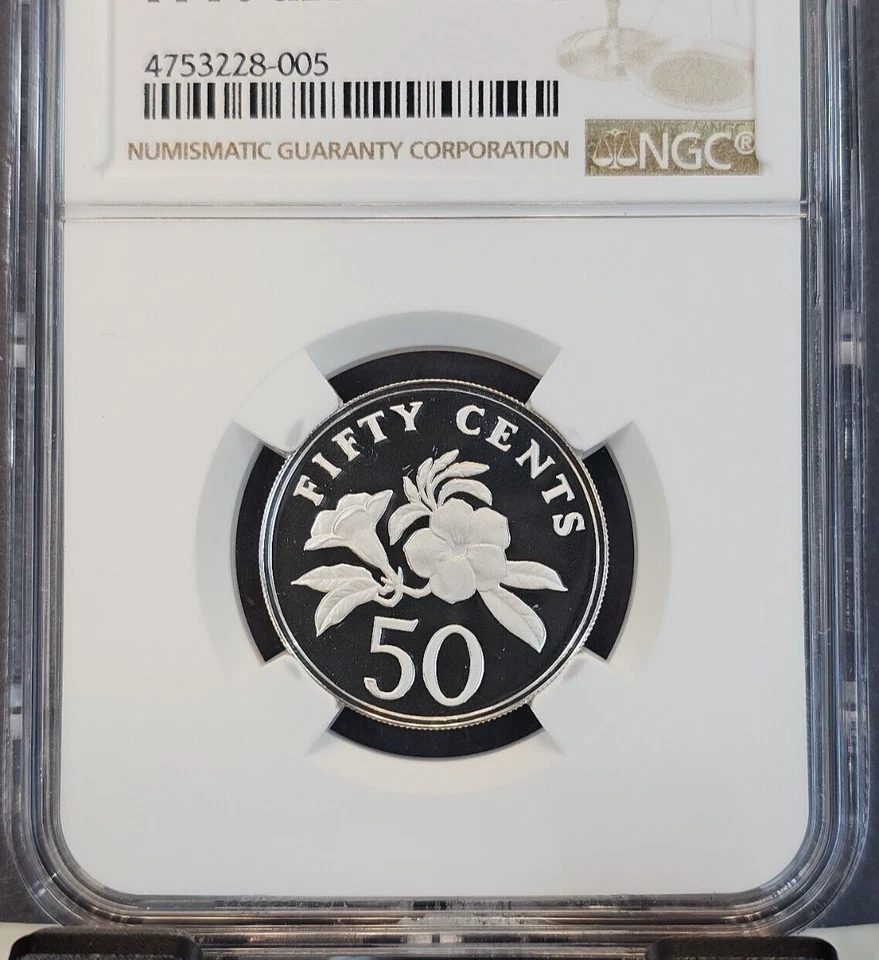 4753228-005
NUMISMATIC GUARANTY CORPORATION
NGC®
FIFTY CENTS
50